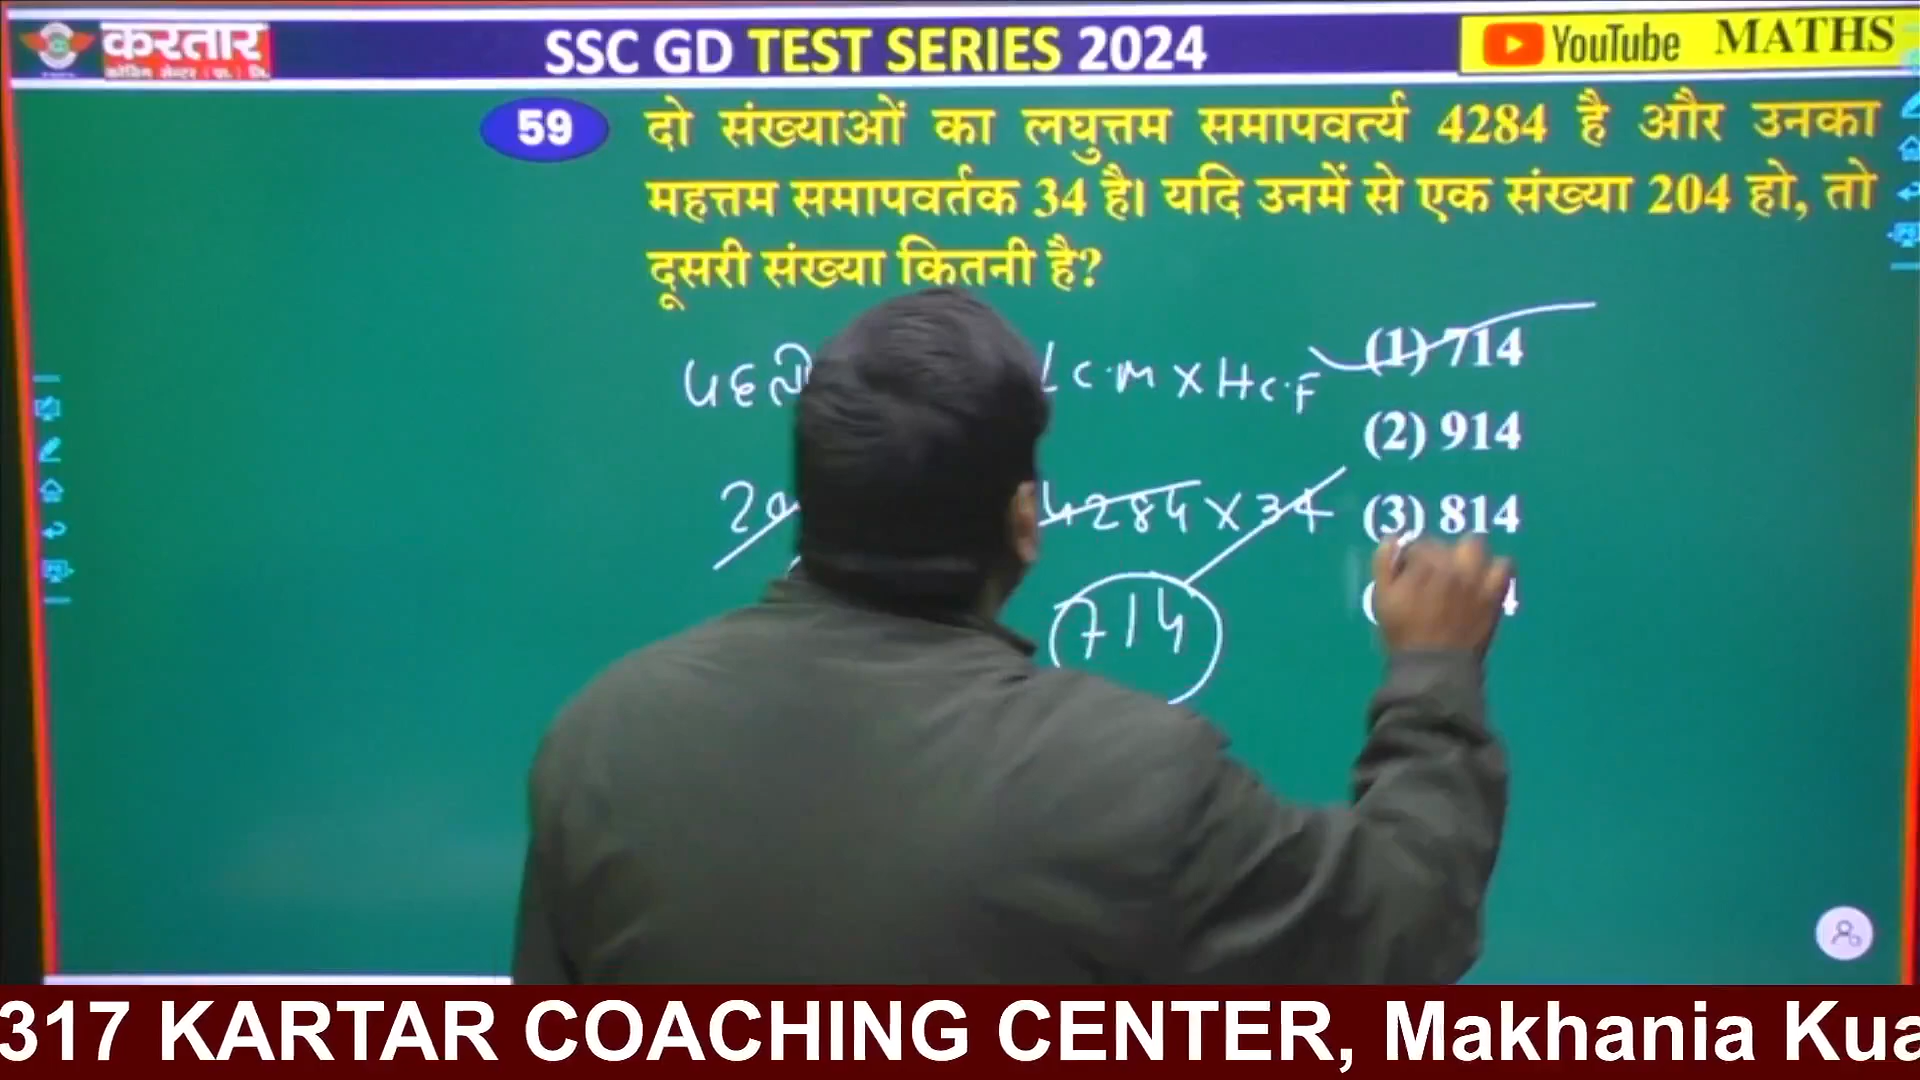 करतार
कोचिंग सेन्टर (प्रा.) लि.
SSC GD TEST SERIES 2024
YouTube MATHS
59
दो संख्याओं का लघुत्तम समापवर्त्य 4284 है और उनका
महत्तम समापवर्तक 34 है। यदि उनमें से एक संख्या 204 हो, तो
दूसरी संख्या कितनी है?
(1) 714
(2) 914
(3) 814
L.C.M X H.C.F
4284 X 34
714
317 KARTAR COACHING CENTER, Makhania Kua